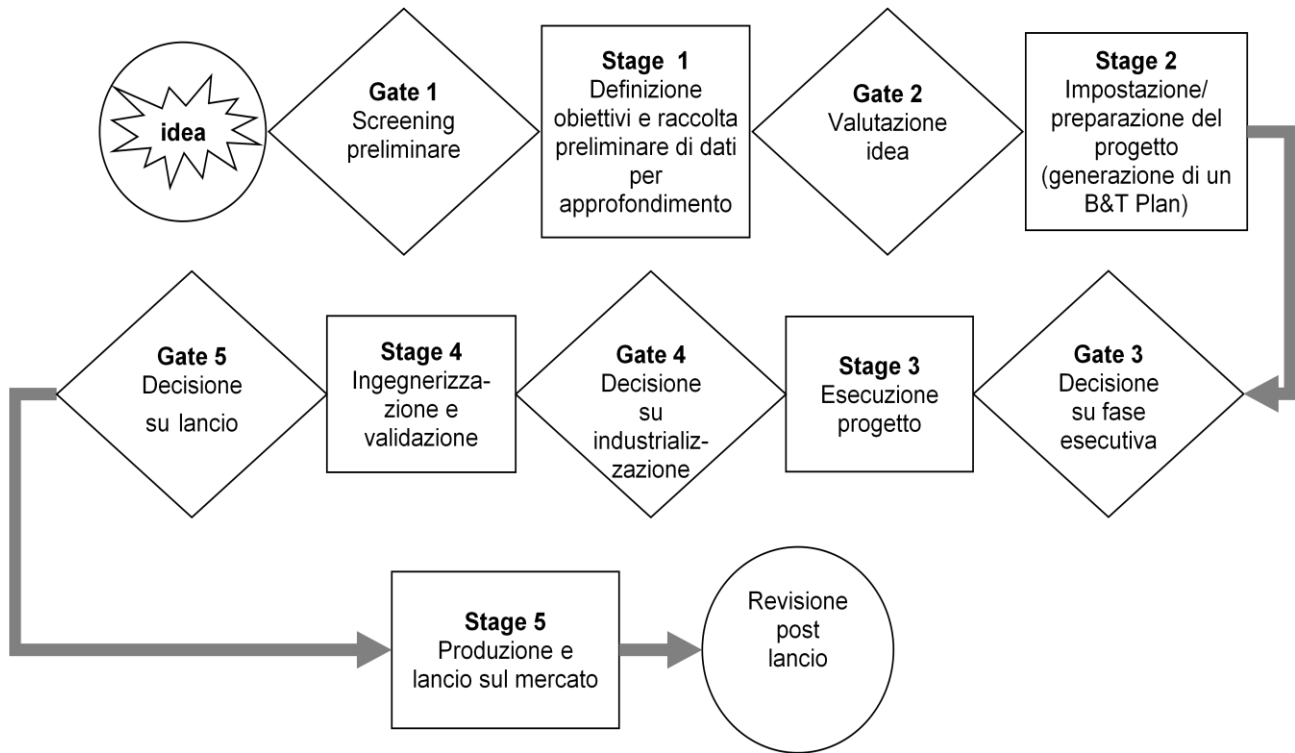 idea
Gate 1
Screening
preliminare
Stage 1
Definizione
obiettivi e raccolta
preliminare di dati
per
approfondimento
Gate 2
Valutazione
idea
Stage 2
Impostazione/
preparazione del
progetto
(generazione di un
B&T Plan)
Gate 3
Decisione
su fase
esecutiva
Stage 3
Esecuzione
progetto
Gate 4
Decisione
su
industrializ-
zazione
Stage 4
Ingegnerizza-
azione e
validazione
Gate 5
Decisione
su lancio
Stage 5
Produzione e
lancio sul mercato
Revisione
post
lancio